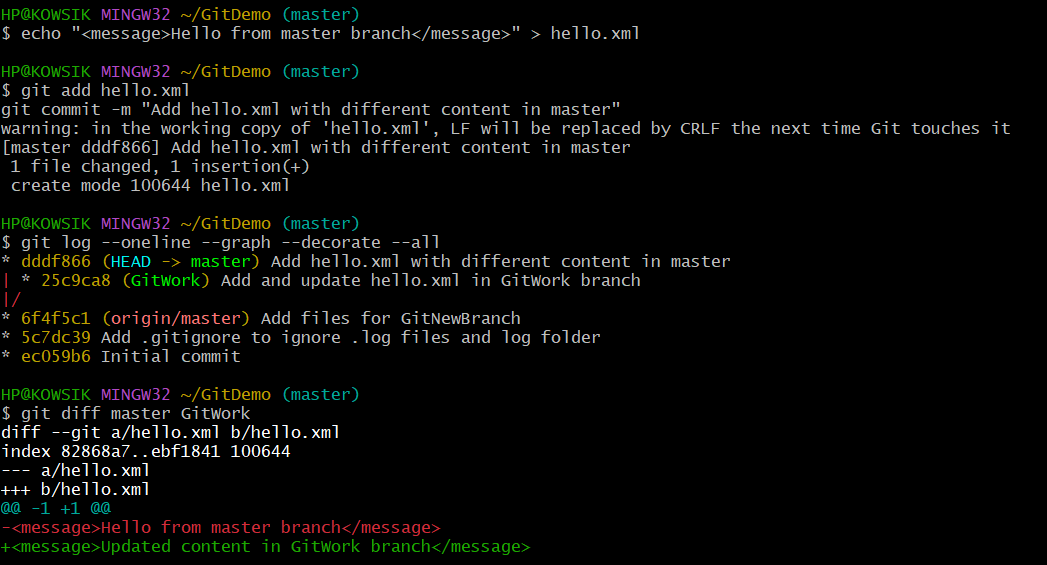 HP@KOWSIK MINGW32 ~/GitDemo (master)
$ echo "<message>Hello from master branch</message>" > hello.xml
HP@KOWSIK MINGW32 ~/GitDemo (master)
$ git add hello.xml
git commit -m "Add hello.xml with different content in master"
warning: in the working copy of 'hello.xml', LF will be replaced by CRLF the next time Git touches it
[master dddf866] Add hello.xml with different content in master
 1 file changed, 1 insertion(+)
 create mode 100644 hello.xml
HP@KOWSIK MINGW32 ~/GitDemo (master)
$ git log --oneline --graph --decorate --all
* dddf866 (HEAD -> master) Add hello.xml with different content in master
| * 25c9ca8 (GitWork) Add and update hello.xml in GitWork branch
|/
* 6f4f5c1 (origin/master) Add files for GitNewBranch
* 5c7dc39 Add .gitignore to ignore .log files and log folder
* ec059b6 Initial commit
HP@KOWSIK MINGW32 ~/GitDemo (master)
$ git diff master GitWork
diff --git a/hello.xml b/hello.xml
index 82868a7..ebf1841 100644
--- a/hello.xml
+++ b/hello.xml
@@ -1 +1 @@
-<message>Hello from master branch</message>
+<message>Updated content in GitWork branch</message>